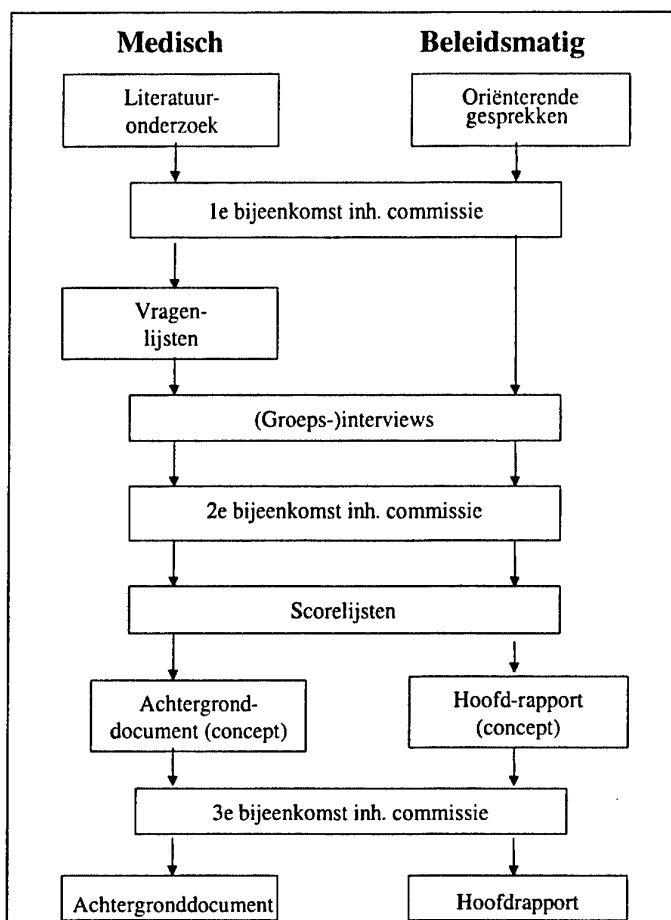 Medisch
Beleidsmatig
Literatuur-
onderzoek
Oriënterende
gesprekken
1e bijeenkomst inh. commissie
Vragen-
lijsten
(Groeps-)interviews
2e bijeenkomst inh. commissie
Scorelijsten
Achtergrond-
document (concept)
Hoofd-rapport
(concept)
3e bijeenkomst inh. commissie
Achtergronddocument
Hoofdrapport